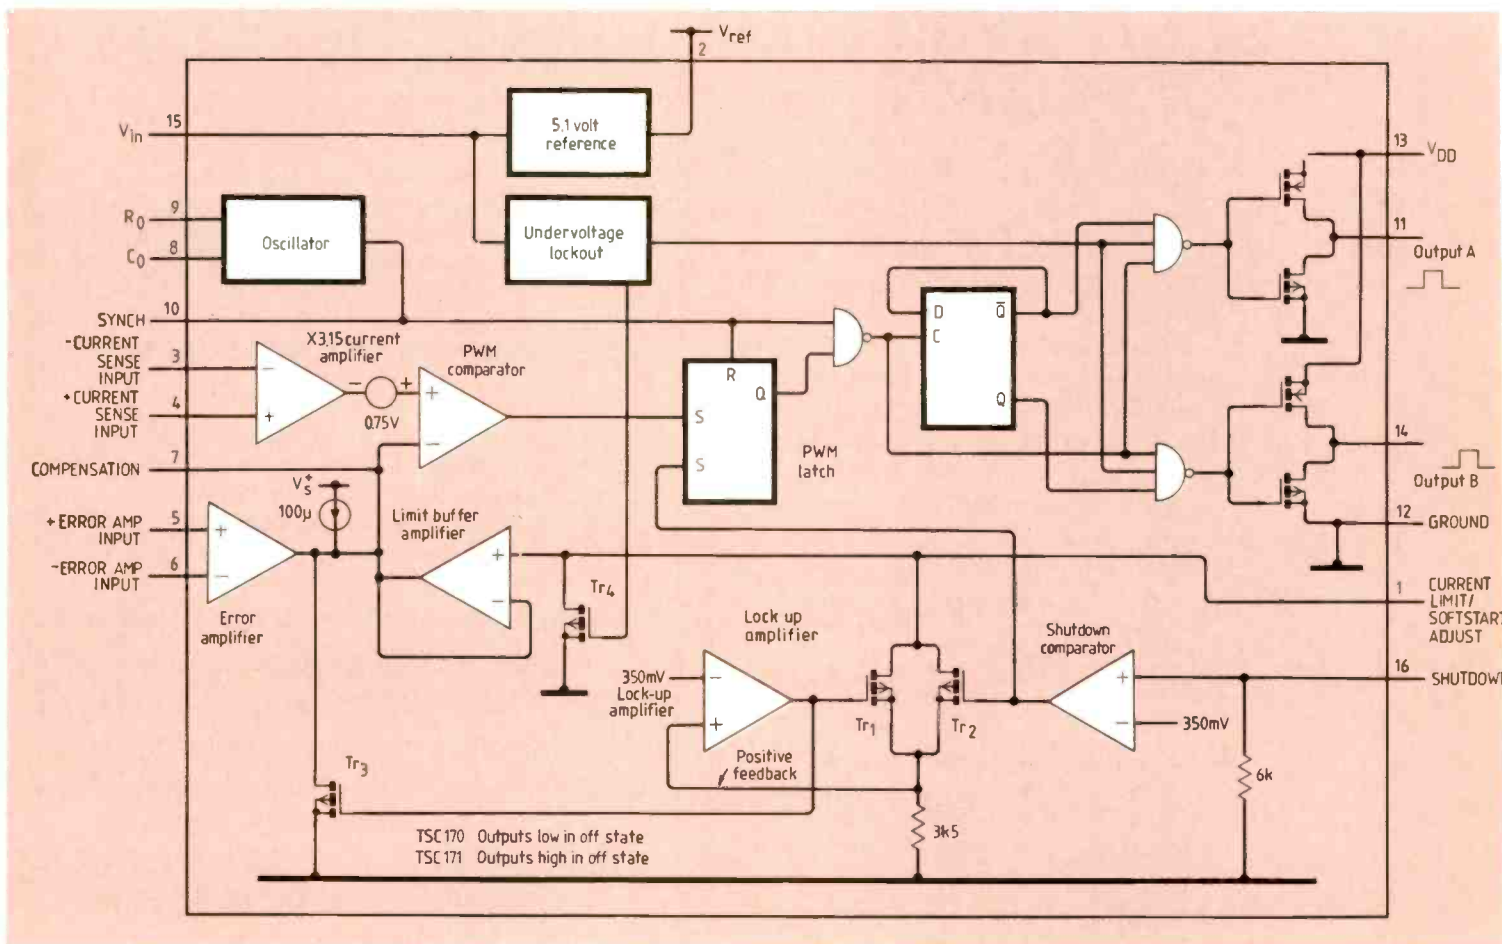 Vref
2
Vin
15
5.1 volt
reference
13
VDD
R0
9
C0
8
Oscillator
Undervoltage
lockout
11
Output A
SYNCH
10
D
Q̅
C
Q
-CURRENT
SENSE
INPUT
3
X3.15 current
amplifier
PWM
comparator
+ CURRENT
SENSE
INPUT
4
−
+
− +
0.75V
+
−
R
Q
S
S
PWM
latch
14
Output B
COMPENSATION
7
VS+
100µ
Limit buffer
amplifier
12
GROUND
+ ERROR AMP
INPUT
5
-ERROR AMP
INPUT
6
+
−
+
−
Error
amplifier
Tr4
1
CURRENT
LIMIT/
SOFTSTART
ADJUST
Lock up
amplifier
Shutdown
comparator
16
SHUTDOWN
350mV
Lock-up
amplifier
−
+
Tr1
Tr2
+
−
350mV
Positive
feedback
6k
Tr3
3k5
TSC170 Outputs low in off state
TSC171 Outputs high in off state